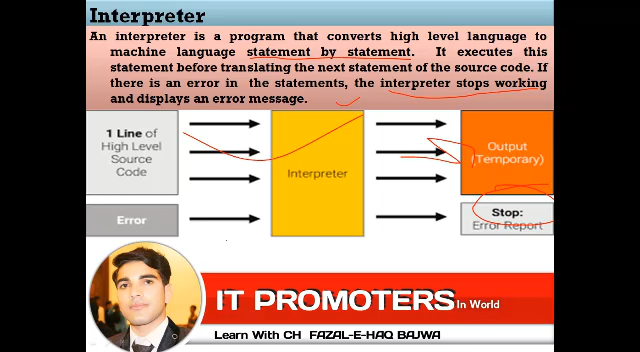 Interpreter
An interpreter is a program that converts high level language to
machine language statement by statement. It executes this
statement before translating the next statement of the source code. If
there is an error in the statements, the interpreter stops working
and displays an error message.
1 Line of
High Level
Source
Code
Interpreter
Output
(Temporary)
Error
Stop:
Error Report
IT PROMOTERS In World
Learn With CH FAZAL-E-HAQ BAJWA